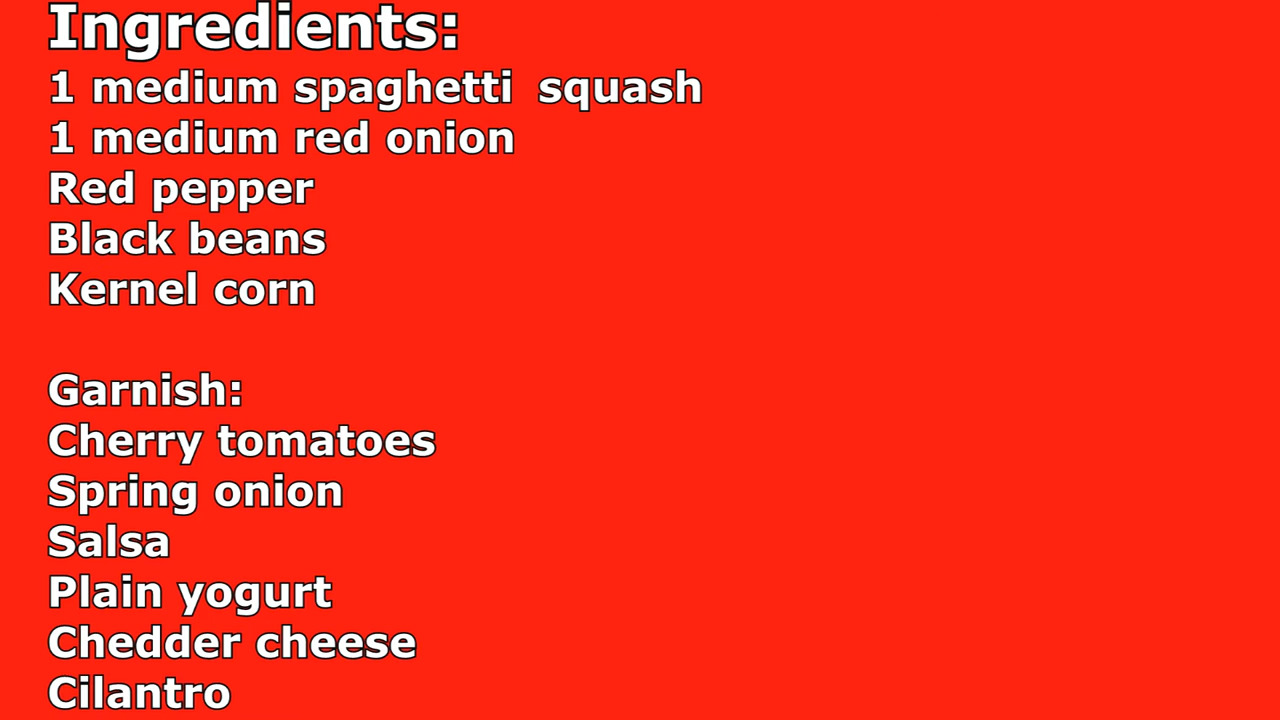 Ingredients:
1 medium spaghetti squash
1 medium red onion
Red pepper
Black beans
Kernel corn
Garnish:
Cherry tomatoes
Spring onion
Salsa
Plain yogurt
Chedder cheese
Cilantro